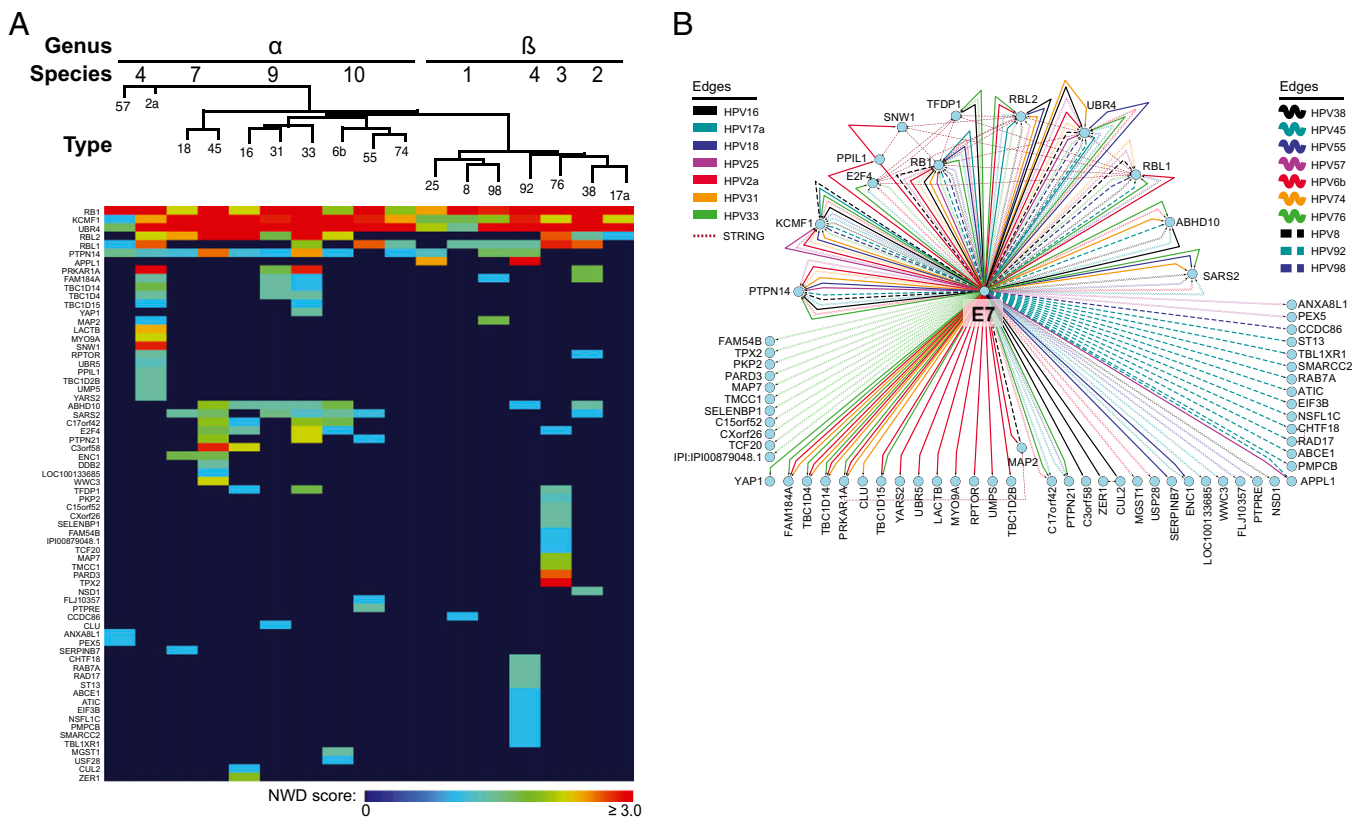 A
Genus α ß
Species 4 7 9 10 1 4 3 2
Type
57 2a
18 45 16 31 33 6b 55 74
25 8 98 92 76 38 17a
RB1
KCMF1
UBR4
RBL2
RBL1
PTPN14
APPL1
PRKAR1A
FAM184A
TBC1D14
TBC1D4
TBC1D15
YAP1
MAP2
LACTB
MYO9A
SNW1
RPTOR
UBR5
PPIL1
TBC1D2B
UMP5
YARS2
ABHD10
SARS2
C17orf42
E2F4
PTPN21
C3orf58
ENC1
DDB2
LOC100133685
WWC3
TFDP1
PKP2
C15orf52
CXorf26
SELENBP1
FAM54B
IPI00879048.1
TCF20
MAP7
TMCC1
PARD3
TPX2
NSD1
FLJ10357
PTPRE
CCDC86
CLU
ANXA8L1
PEX5
SERPINB7
CHTF18
RAB7A
RAD17
ST13
ABCE1
ATIC
EIF3B
NSFL1C
PMPCB
SMARCC2
TBL1XR1
MGST1
USF28
CUL2
ZER1
NWD score:
0 ≥ 3.0
B
Edges
HPV16
HPV17a
HPV18
HPV25
HPV2a
HPV31
HPV33
STRING
Edges
HPV38
HPV45
HPV55
HPV57
HPV6b
HPV74
HPV76
HPV8
HPV92
HPV98
TFDP1
RBL2
UBR4
SNW1
PPIL1
E2F4
RB1
RBL1
KCMF1
ABHD10
PTPN14
SARS2
E7
FAM54B
TPX2
PKP2
PARD3
MAP7
TMCC1
SELENBP1
C15orf52
CXorf26
TCF20
IPI:IPI00879048.1
YAP1
ANXA8L1
PEX5
CCDC86
ST13
TBL1XR1
SMARCC2
RAB7A
ATIC
EIF3B
NSFL1C
CHTF18
RAD17
ABCE1
PMPCB
APPL1
MAP2
FAM184A
TBC1D4
TBC1D14
PRKAR1A
CLU
TBC1D15
YARS2
UBR5
LACTB
MYO9A
RPTOR
UMPS
TBC1D2B
C17orf42
PTPN21
C3orf58
ZER1
CUL2
MGST1
USP28
SERPINB7
ENC1
LOC100133685
WWC3
FLJ10357
PTPRE
NSD1